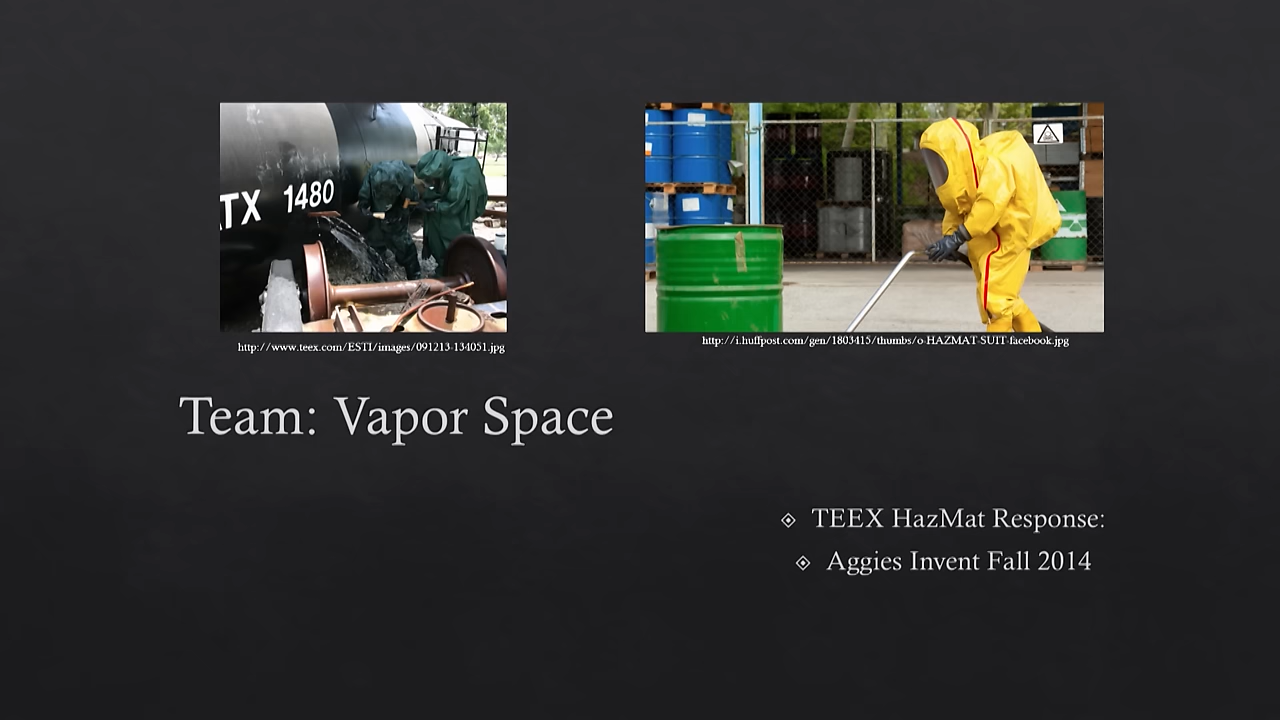 TX 1480
http://www.teex.com/ESTI/images/091213-134051.jpg
http://i.huffpost.com/gen/1803415/thumbs/o-HAZMAT-SUIT-facebook.jpg
Team: Vapor Space
TEEX HazMat Response:
Aggies Invent Fall 2014